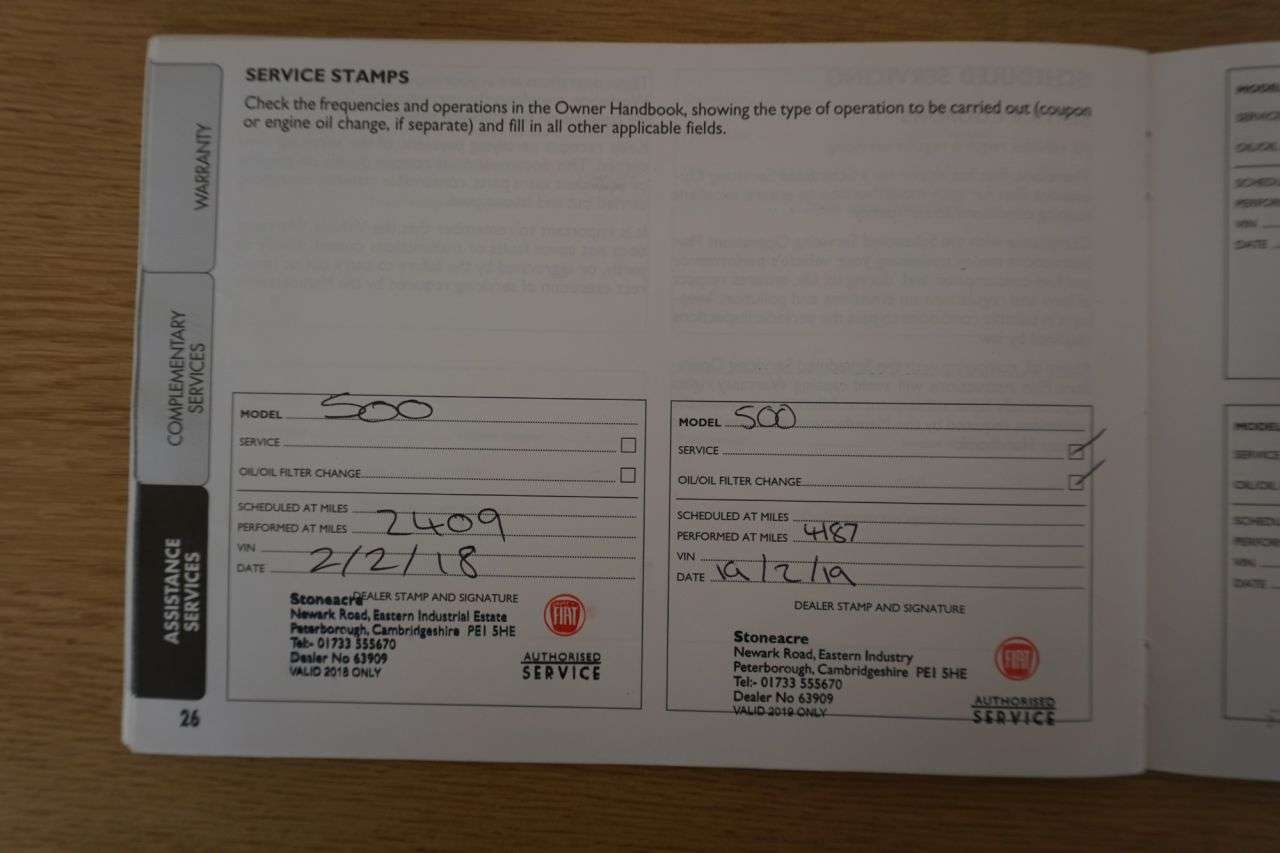 SERVICE STAMPS
Check the frequencies and operations in the Owner Handbook, showing the type of operation to be carried out (coupon
or engine oil change, if separate) and fill in all other applicable fields.
WARRANTY
COMPLEMENTARY
SERVICES
ASSISTANCE
SERVICES
26
MODEL 500
SERVICE
OIL/OIL FILTER CHANGE
SCHEDULED AT MILES
PERFORMED AT MILES 2409
VIN
DATE 2/2/18
DEALER STAMP AND SIGNATURE
Stoneacre
Newark Road, Eastern Industrial Estate
Peterborough, Cambridgeshire PE1 5HE
Tel:- 01733 555670
Dealer No 63909
VALID 2018 ONLY
FIAT
AUTHORISED
SERVICE
MODEL 500
SERVICE
OIL/OIL FILTER CHANGE
SCHEDULED AT MILES
PERFORMED AT MILES 4187
VIN
DATE 19/2/19
DEALER STAMP AND SIGNATURE
Stoneacre
Newark Road, Eastern Industry
Peterborough, Cambridgeshire PE1 5HE
Tel:- 01733 555670
Dealer No 63909
VALID 2019 ONLY
FIAT
AUTHORISED
SERVICE